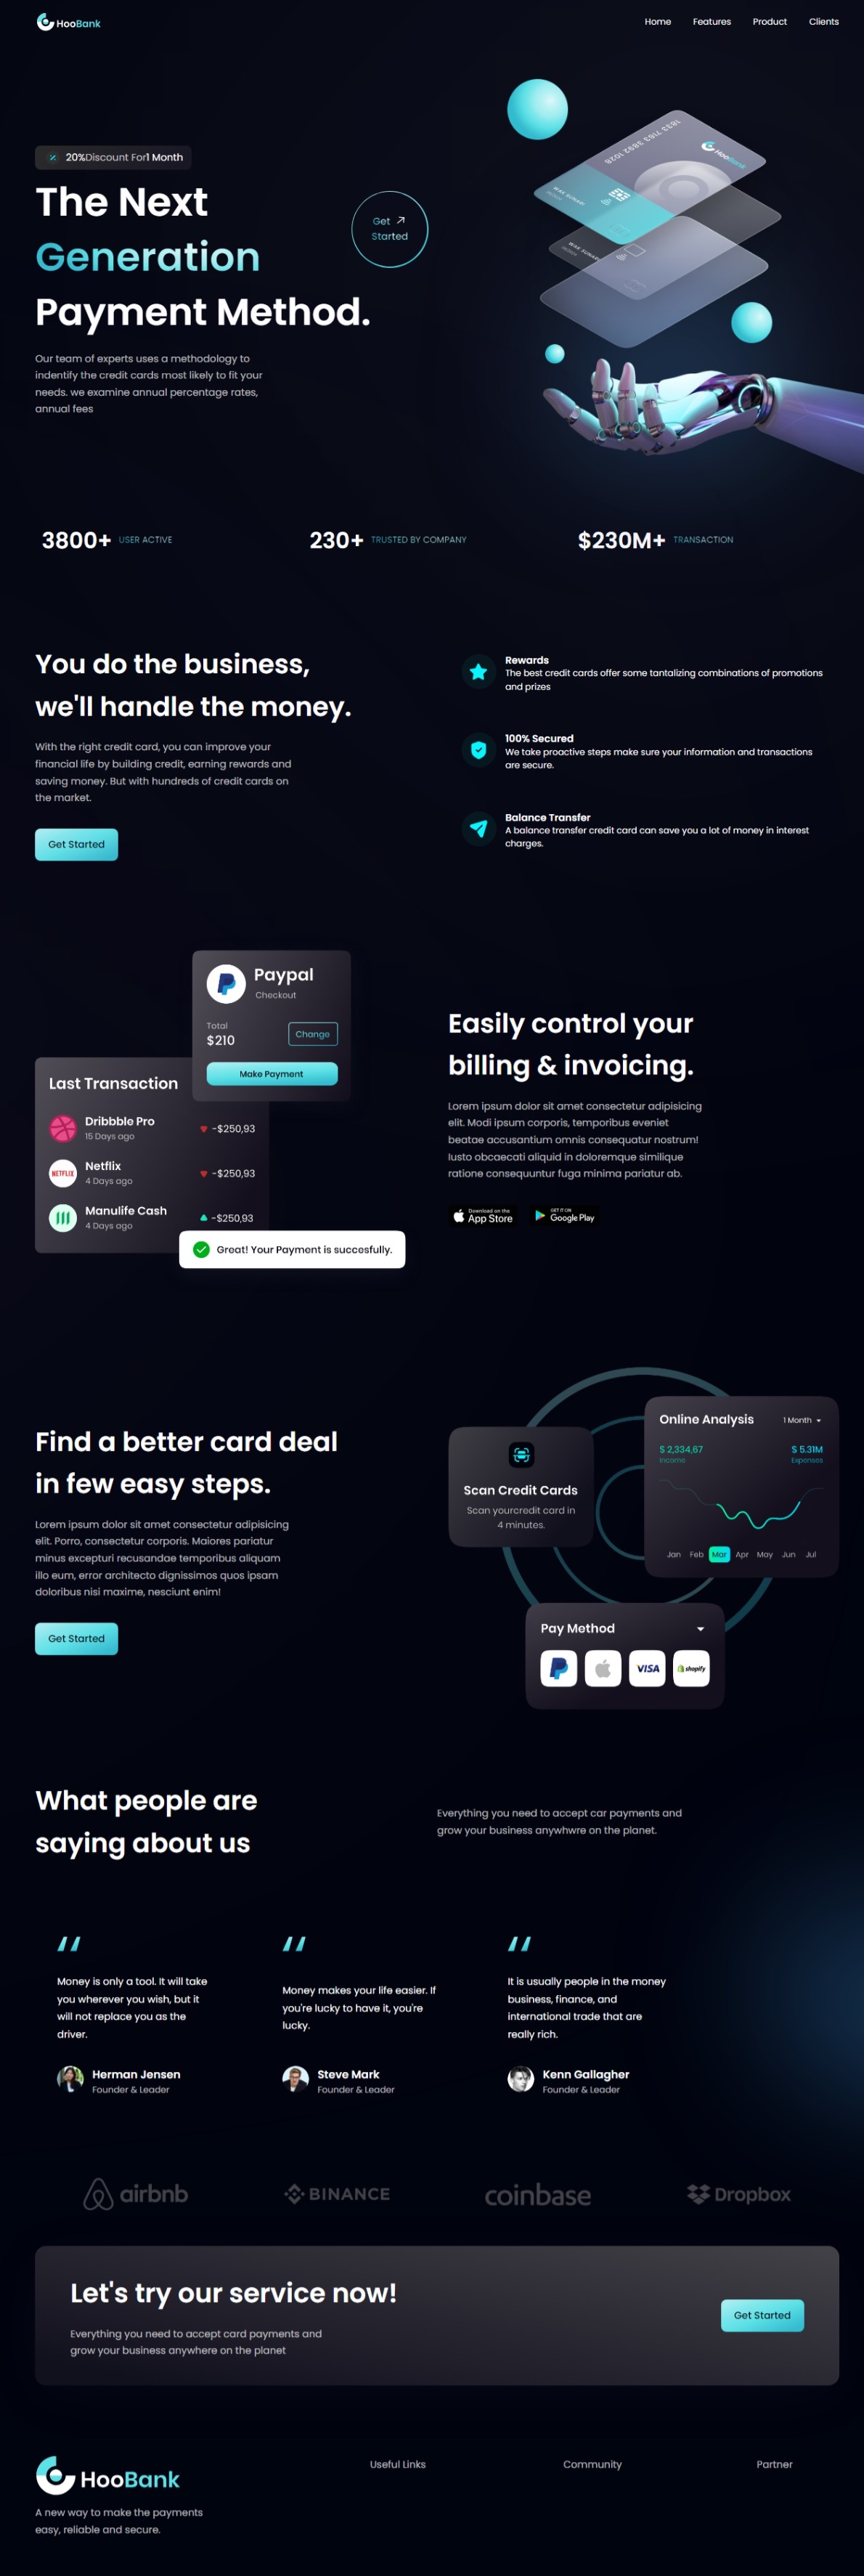 HooBank
Home Features Product Clients
20%Discount For1 Month
The Next
Generation
Payment Method.
Get
Started
Our team of experts uses a methodology to
indentify the credit cards most likely to fit your
needs. we examine annual percentage rates,
annual fees
HooBank
3800+ USER ACTIVE
230+ TRUSTED BY COMPANY
$230M+ TRANSACTION
You do the business,
we'll handle the money.
With the right credit card, you can improve your
financial life by building credit, earning rewards and
saving money. But with hundreds of credit cards on
the market.
Get Started
Rewards
The best credit cards offer some tantalizing combinations of promotions
and prizes
100% Secured
We take proactive steps make sure your information and transactions
are secure.
Balance Transfer
A balance transfer credit card can save you a lot of money in interest
charges.
Paypal
Checkout
Total
$210
Change
Make Payment
Last Transaction
Dribbble Pro
15 Days ago
-$250,93
NETFLIX
Netflix
4 Days ago
-$250,93
Manulife Cash
4 Days ago
-$250,93
Great! Your Payment is succesfully.
Easily control your
billing & invoicing.
Lorem ipsum dolor sit amet consectetur adipisicing
elit. Modi ipsum corporis, temporibus eveniet
beatae accusantium omnis consequatur nostrum!
Iusto obcaecati aliquid in doloremque similique
ratione consequuntur fuga minima pariatur ab.
Download on the
App Store
GET IT ON
Google Play
Find a better card deal
in few easy steps.
Lorem ipsum dolor sit amet consectetur adipisicing
elit. Porro, consectetur corporis. Maiores pariatur
minus excepturi recusandae temporibus aliquam
illo eum, error architecto dignissimos quos ipsam
doloribus nisi maxime, nesciunt enim!
Get Started
Scan Credit Cards
Scan yourcredit card in
4 minutes.
Online Analysis
1 Month
$ 2,334,67
Income
$ 5.31M
Expenses
Jan Feb Mar Apr May Jun Jul
Pay Method
VISA
shopify
What people are
saying about us
Everything you need to accept car payments and
grow your business anywhwre on the planet.
Money is only a tool. It will take
you wherever you wish, but it
will not replace you as the
driver.
Herman Jensen
Founder & Leader
Money makes your life easier. If
you're lucky to have it, you're
lucky.
Steve Mark
Founder & Leader
It is usually people in the money
business, finance, and
international trade that are
really rich.
Kenn Gallagher
Founder & Leader
airbnb
BINANCE
coinbase
Dropbox
Let's try our service now!
Everything you need to accept card payments and
grow your business anywhere on the planet
Get Started
HooBank
A new way to make the payments
easy, reliable and secure.
Useful Links
Community
Partner